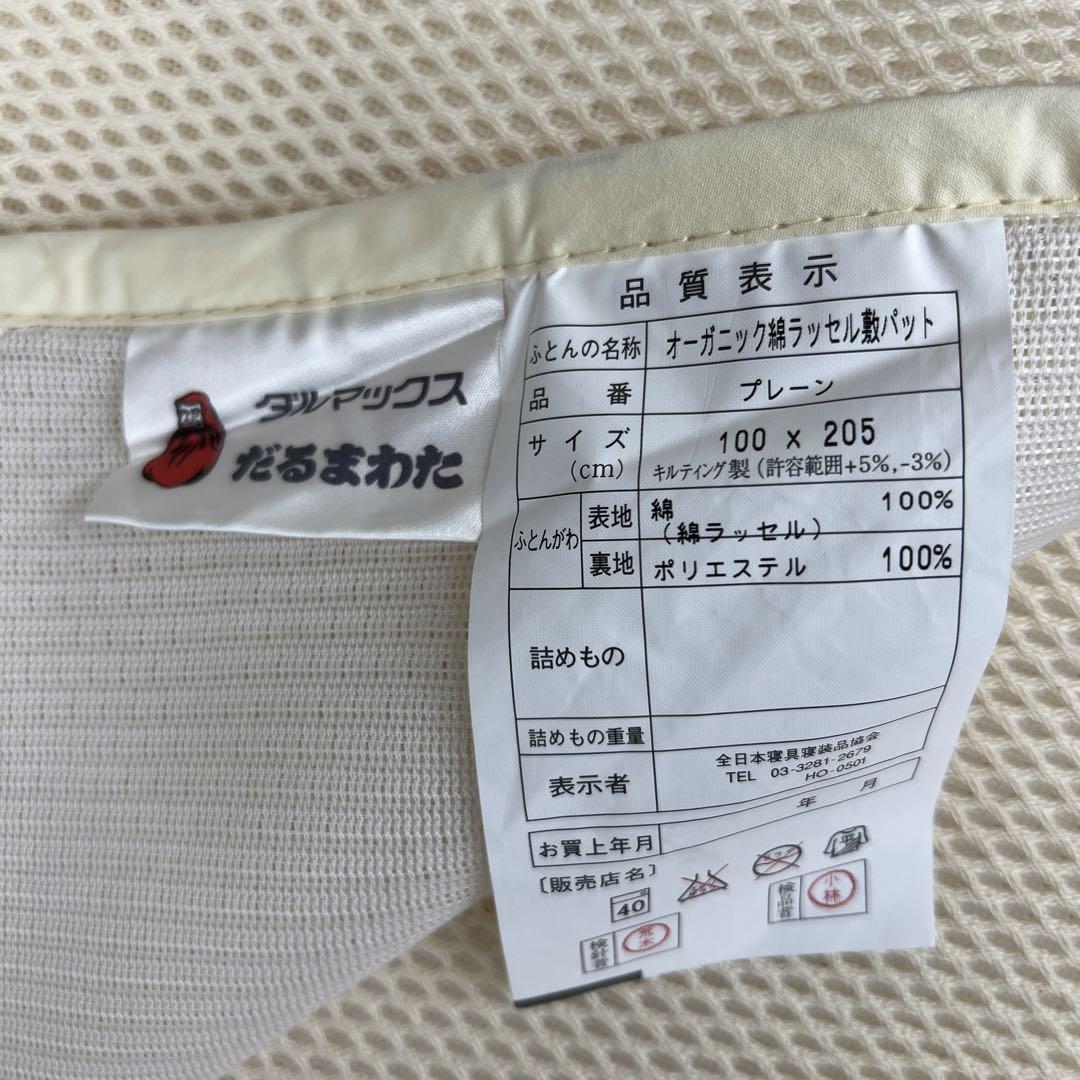 ダルマックス
だるまわた
品質表示
ふとんの名称 オーガニック綿ラッセル敷パット
品番 プレーン
サイズ(cm) 100 x 205
キルティング製(許容範囲+5%,-3%)
ふとんがわ 表地 綿 100%
(綿ラッセル)
裏地 ポリエステル 100%
詰めもの
詰めもの重量
表示者 全日本寝具寝装品協会
TEL 03-3281-2679
HO-0501
お買上年月 年 月
〔販売店名〕
40
検針者 荒木
検品者 小林
平